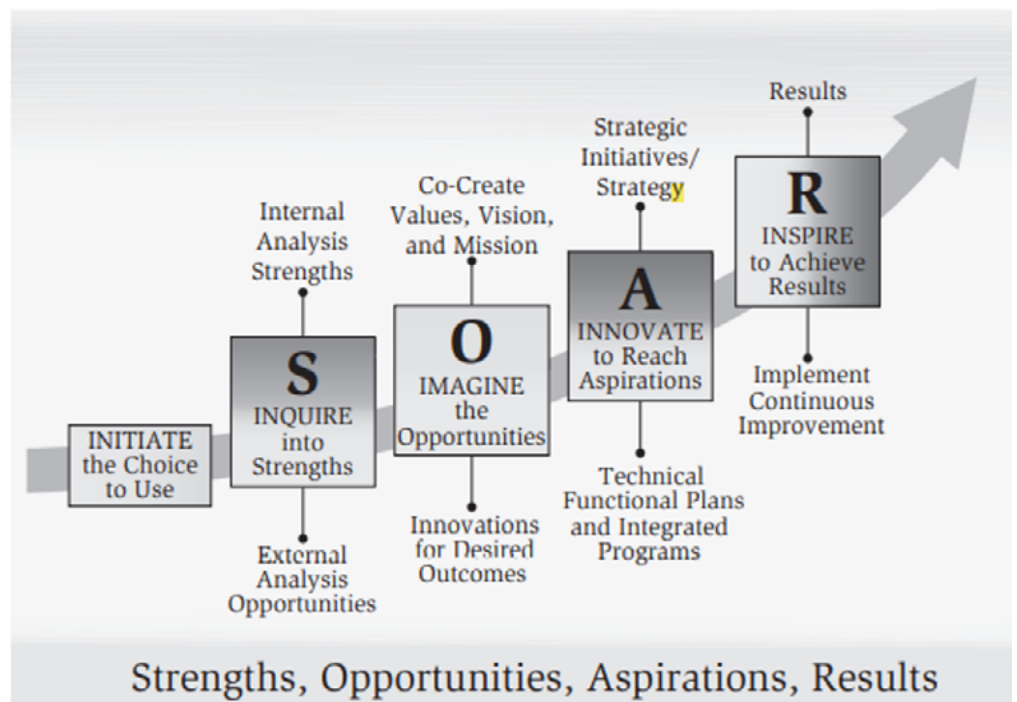 Results
Strategic
Initiatives/
Strategy
Co-Create
Values, Vision,
and Mission
Internal
Analysis
Strengths
INITIATE
the Choice
to Use
S
INQUIRE
into
Strengths
O
IMAGINE
the
Opportunities
A
INNOVATE
to Reach
Aspirations
R
INSPIRE
to Achieve
Results
External
Analysis
Opportunities
Innovations
for Desired
Outcomes
Technical
Functional Plans
and Integrated
Programs
Implement
Continuous
Improvement
Strengths, Opportunities, Aspirations, Results